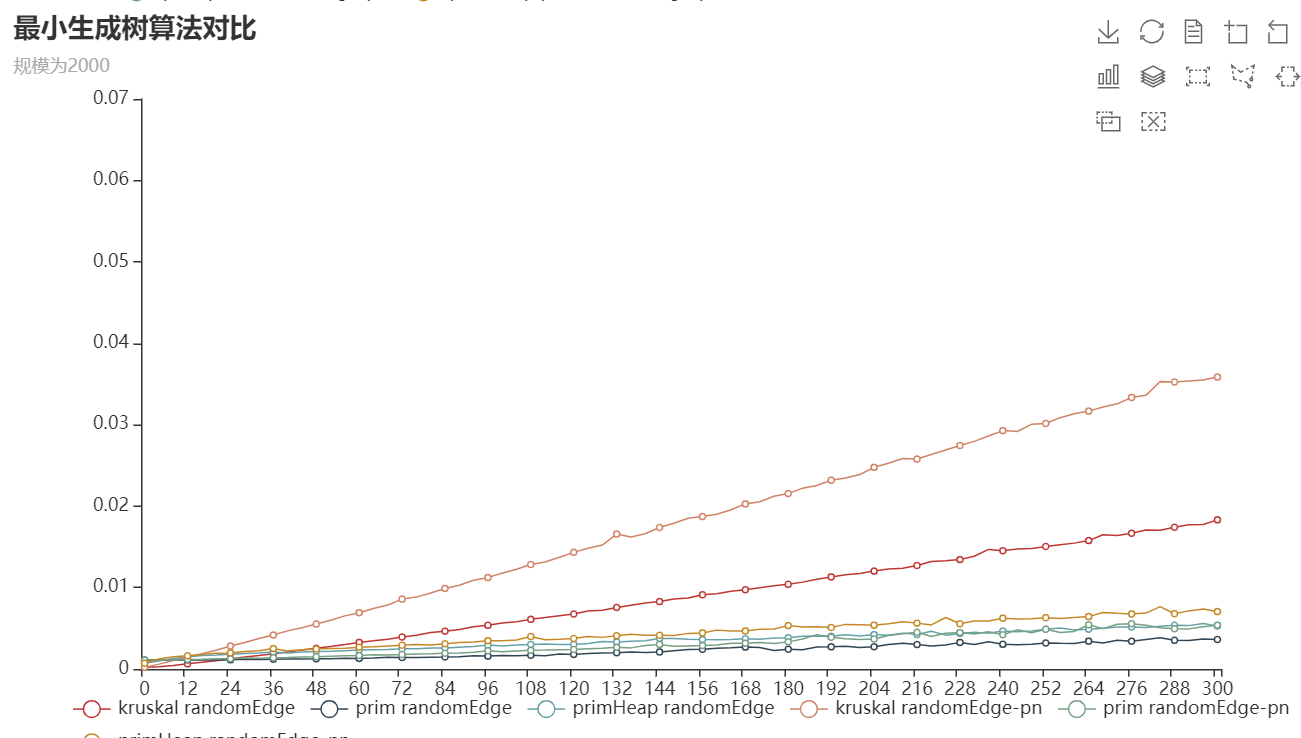 最小生成树算法对比
规模为2000
0.07
0.06
0.05
0.04
0.03
0.02
0.01
0
0 12 24 36 48 60 72 84 96 108 120 132 144 156 168 180 192 204 216 228 240 252 264 276 288 300
kruskal randomEdge prim randomEdge primHeap randomEdge kruskal randomEdge-pn prim randomEdge-pn
primHeap randomEdge-pn